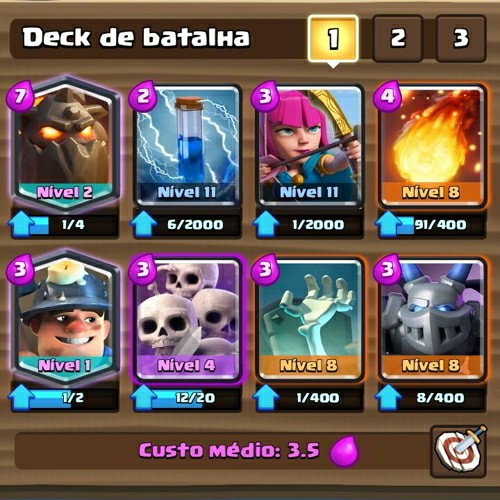 Deck de batalha 1 2 3
7 2 3 4
Nível 2 Nível 11 Nível 11 Nível 8
1/4 6/2000 1/2000 91/400
3 3 3 3
Nível 1 Nível 4 Nível 8 Nível 8
1/2 12/20 1/400 8/400
Custo Médio: 3.5